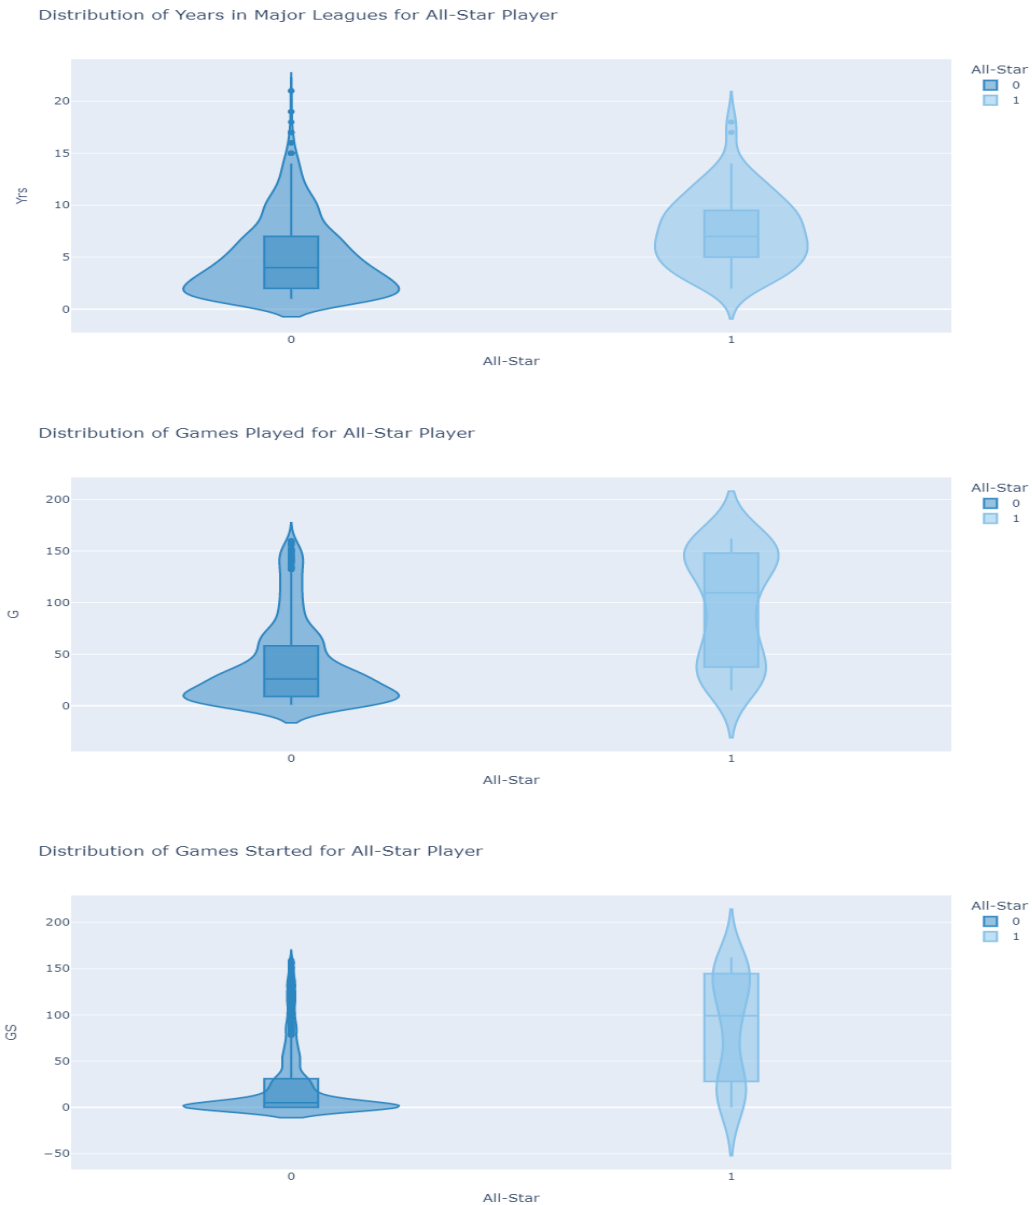 Distribution of Years in Major Leagues for All-Star Player
All-Star
0
1
20
15
10
5
0
Yrs
0
1
All-Star
Distribution of Games Played for All-Star Player
All-Star
0
1
200
150
100
50
0
G
0
1
All-Star
Distribution of Games Started for All-Star Player
All-Star
0
1
200
150
100
50
0
−50
GS
0
1
All-Star